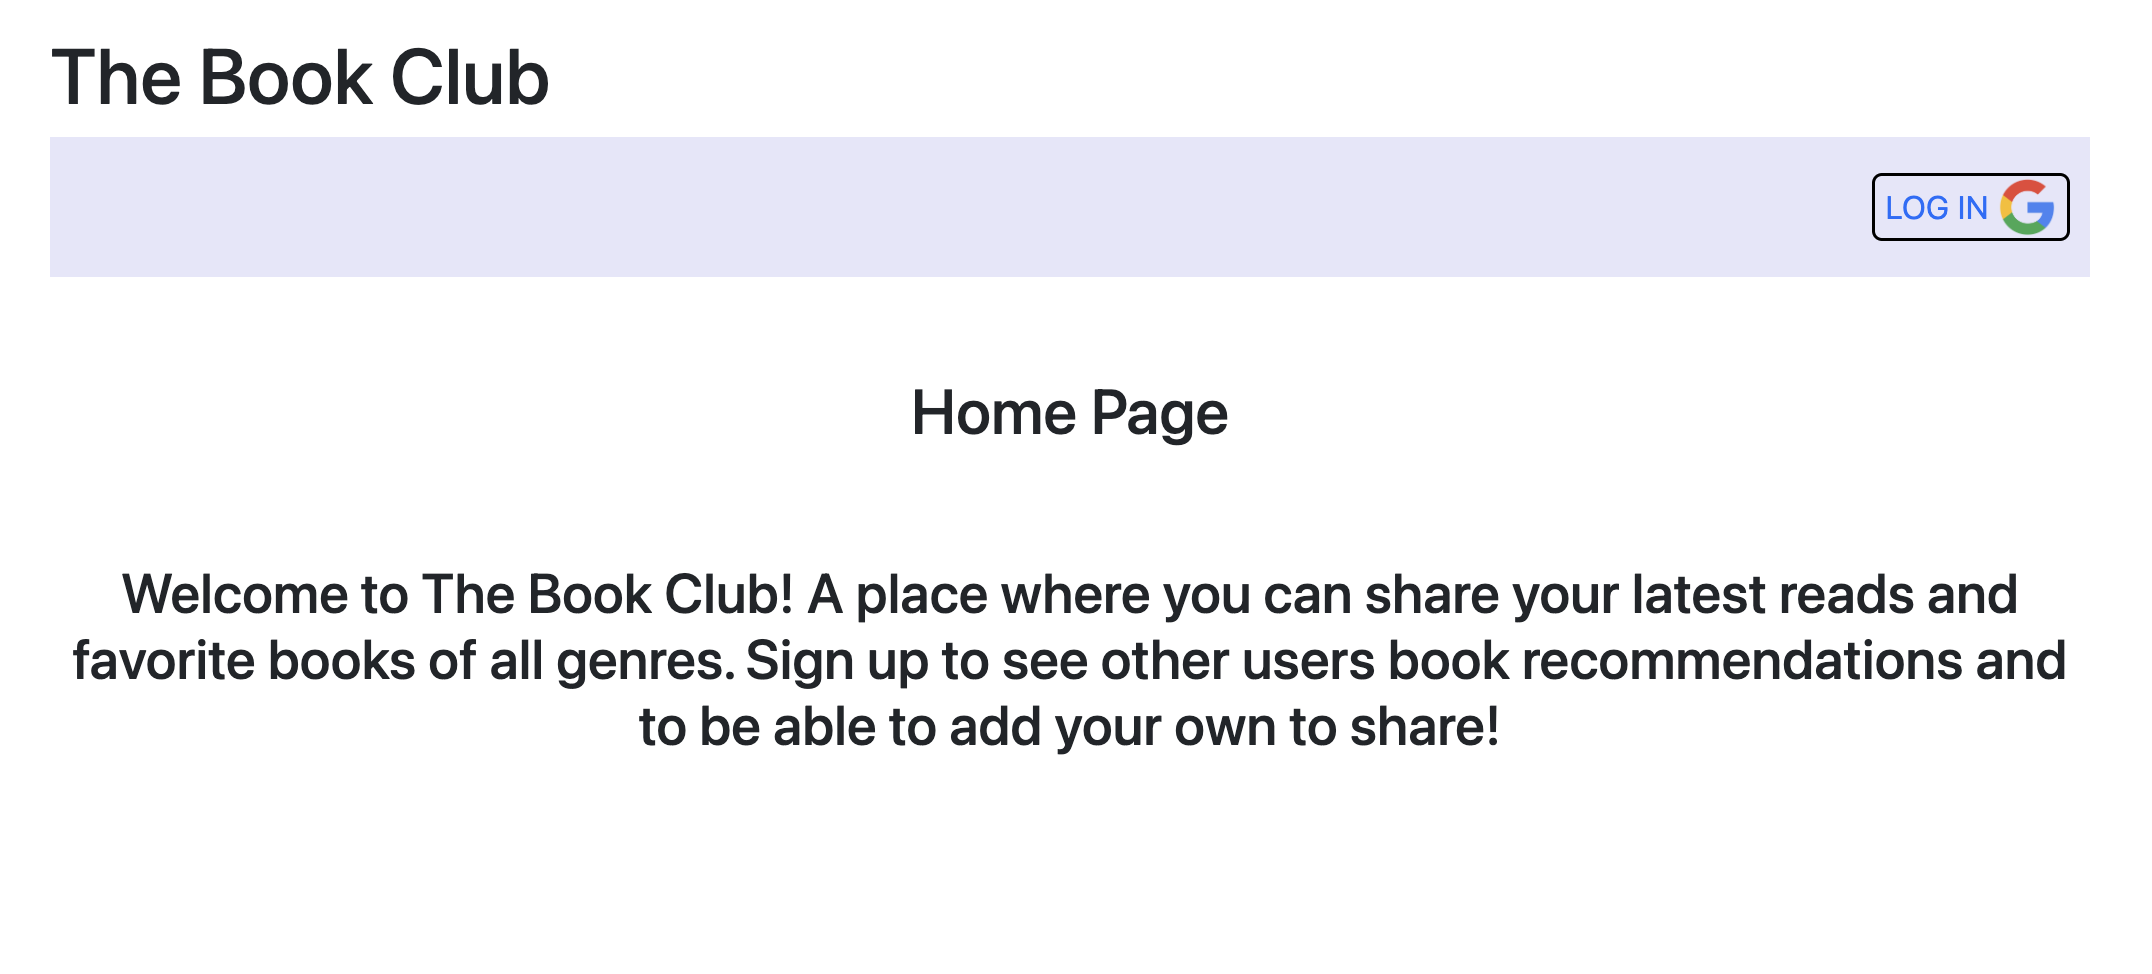 The Book Club
LOG IN
Home Page
Welcome to The Book Club! A place where you can share your latest reads and
favorite books of all genres. Sign up to see other users book recommendations and
to be able to add your own to share!